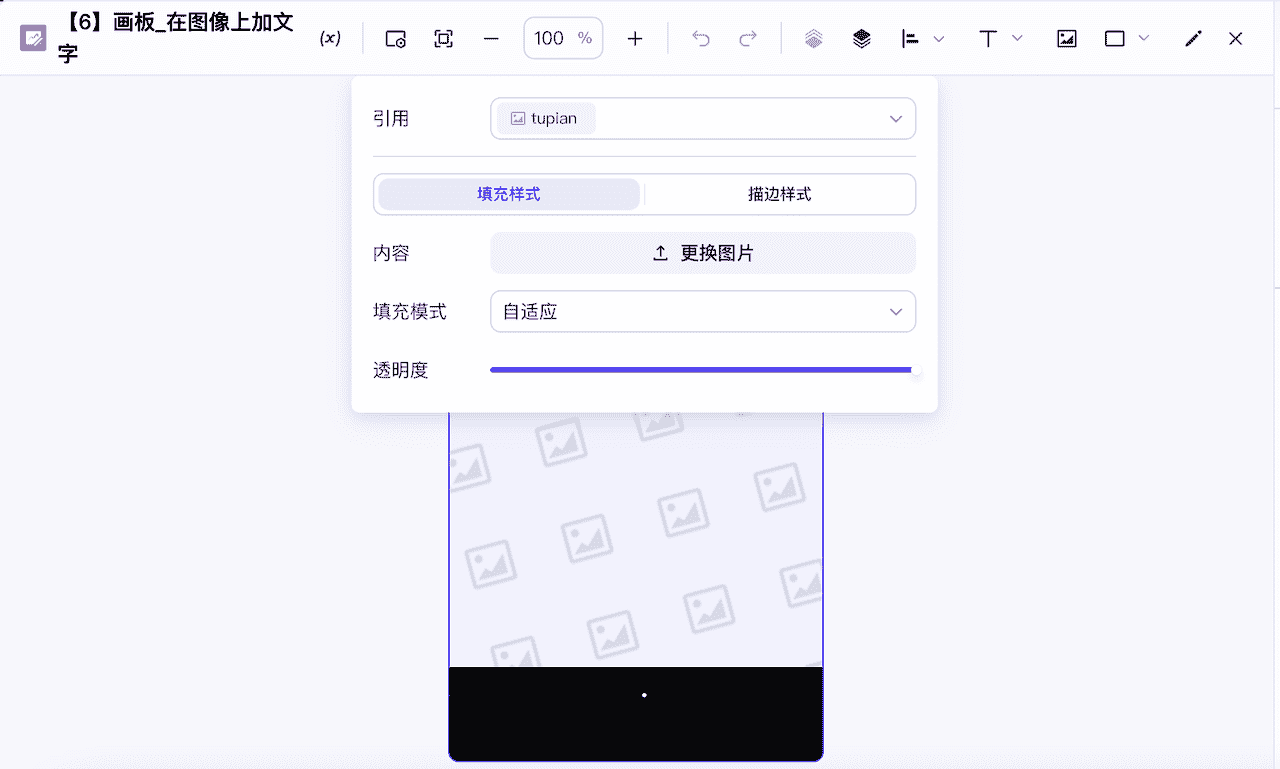 【6】画板_在图像上加文
字
(x)
100 %
T
引用
tupian
填充样式
描边样式
内容
更换图片
填充模式
自适应
透明度